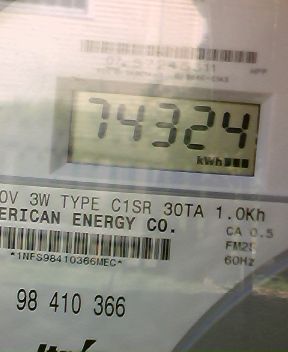 74324
kWh
0V 3W TYPE C1SR 30TA 1.0Kh
ERICAN ENERGY CO.
CA 0.5
*1NFS98410366MEC*
FM2S
60Hz
98 410 366